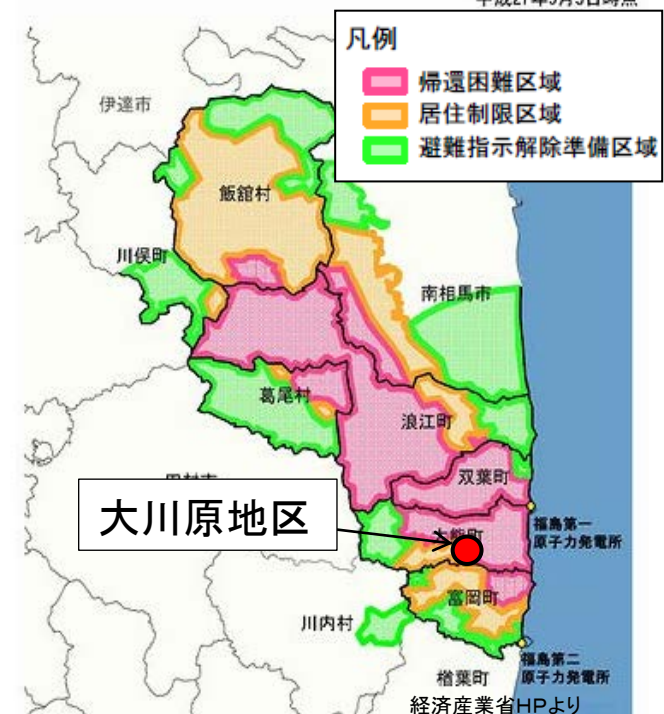 凡例
帰還困難区域
居住制限区域
避難指示解除準備区域
伊達市
飯舘村
川俣町
南相馬市
葛尾村
浪江町
双葉町
大川原地区
福島第一
原子力発電所
富岡町
川内村
福島第二
原子力発電所
楢葉町
経済産業省HPより